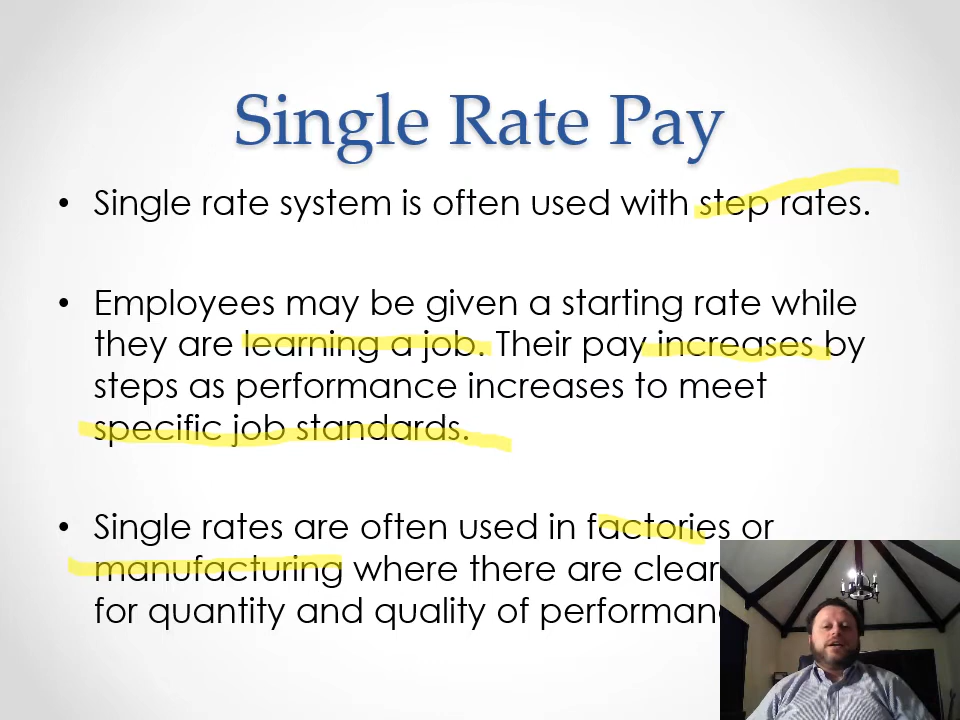 Single Rate Pay
• Single rate system is often used with step rates.
• Employees may be given a starting rate while
they are learning a job. Their pay increases by
steps as performance increases to meet
specific job standards.
• Single rates are often used in factories or
manufacturing where there are clear
for quantity and quality of